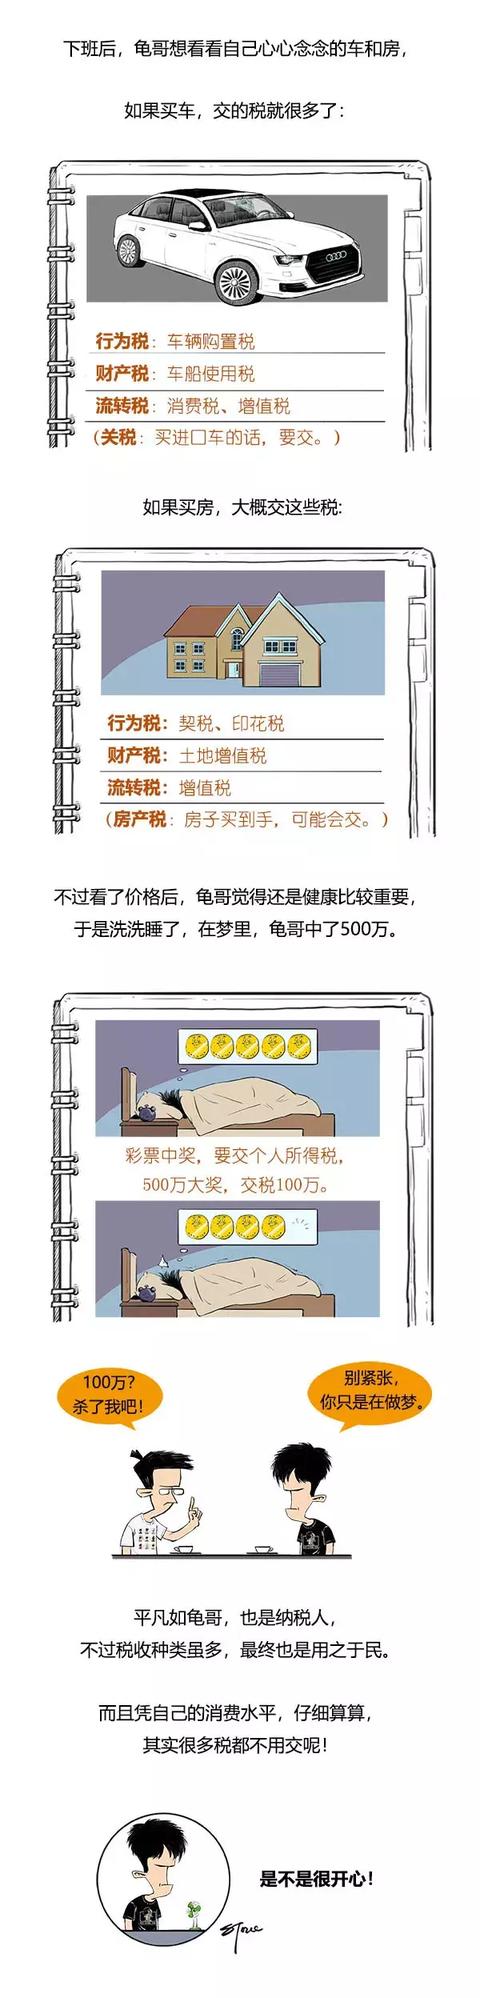 下班后，龟哥想看看自己心心念念的车和房，
如果买车，交的税就很多了：
行为税：车辆购置税
财产税：车船使用税
流转税：消费税、增值税
（关税：买进口车的话，要交。）
如果买房，大概交这些税:
行为税：契税、印花税
财产税：土地增值税
流转税：增值税
（房产税：房子买到手，可能会交。）
不过看了价格后，龟哥觉得还是健康比较重要，
于是洗洗睡了，在梦里，龟哥中了500万。
彩票中奖，要交个人所得税，
500万大奖，交税100万。
100万？
杀了我吧！
别紧张，
你只是在做梦。
平凡如龟哥，也是纳税人，
不过税收种类虽多，最终也是用之于民。
而且凭自己的消费水平，仔细算算，
其实很多税都不用交呢！
是不是很开心！